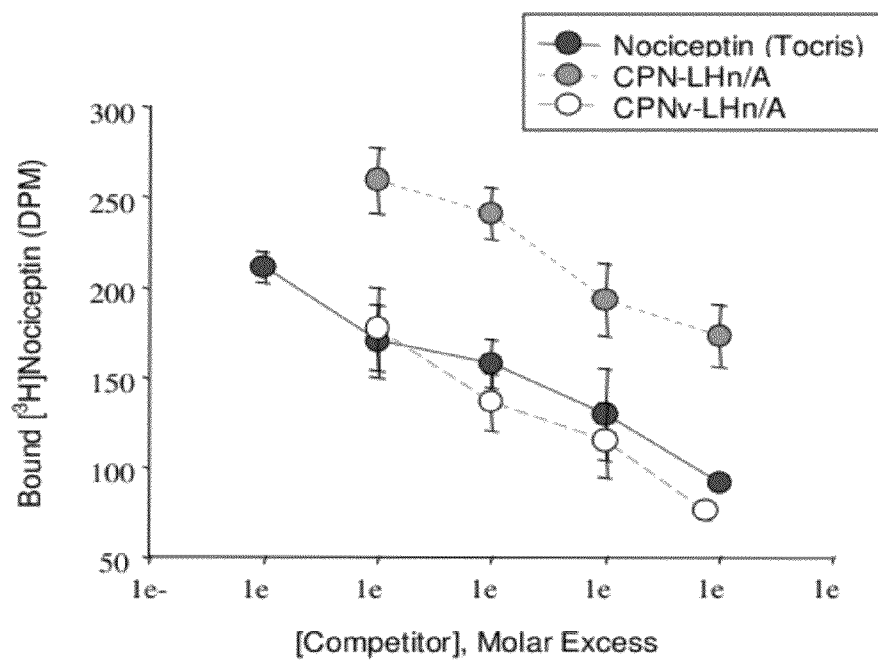 Nociceptin (Tocris)
CPN-LHn/A
CPNv-LHn/A
300
250
200
150
100
50
Bound [³H]Nociceptin (DPM)
1e- 1e 1e 1e 1e 1e 1e
[Competitor], Molar Excess